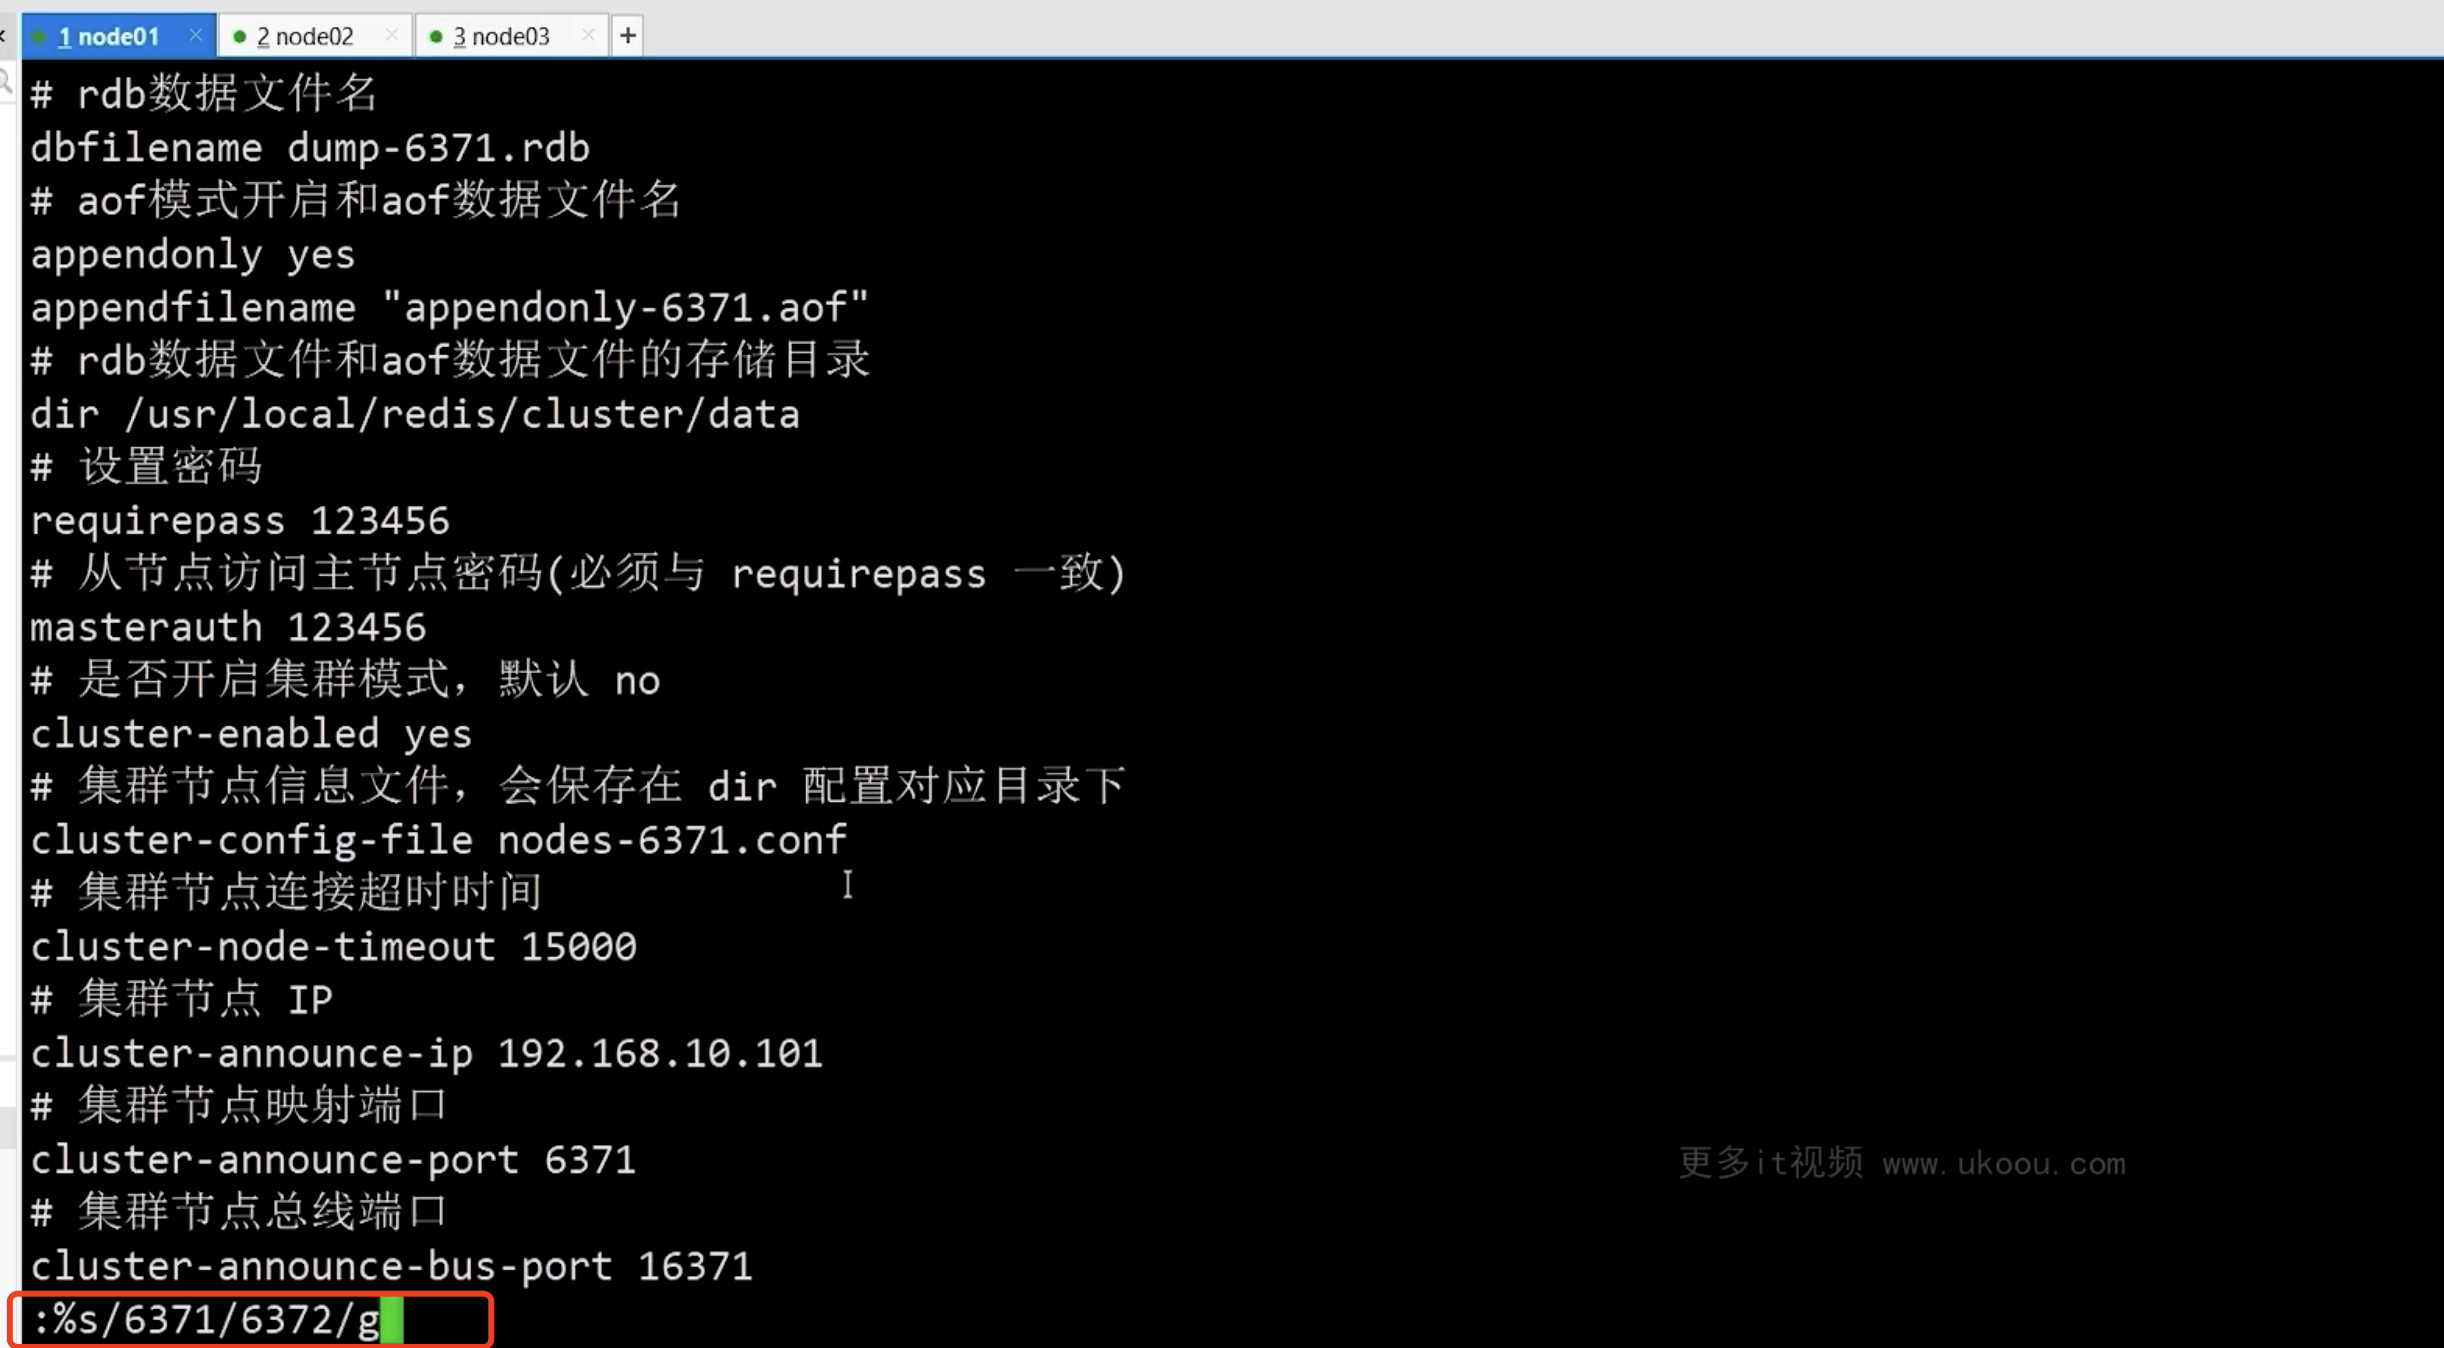 1 node01
2 node02
3 node03
# rdb数据文件名
dbfilename dump-6371.rdb
# aof模式开启和aof数据文件名
appendonly yes
appendfilename "appendonly-6371.aof"
# rdb数据文件和aof数据文件的存储目录
dir /usr/local/redis/cluster/data
# 设置密码
requirepass 123456
# 从节点访问主节点密码(必须与 requirepass 一致)
masterauth 123456
# 是否开启集群模式，默认 no
cluster-enabled yes
# 集群节点信息文件，会保存在 dir 配置对应目录下
cluster-config-file nodes-6371.conf
# 集群节点连接超时时间
cluster-node-timeout 15000
# 集群节点 IP
cluster-announce-ip 192.168.10.101
# 集群节点映射端口
cluster-announce-port 6371
更多it视频 www.ukoou.com
# 集群节点总线端口
cluster-announce-bus-port 16371
:%s/6371/6372/g